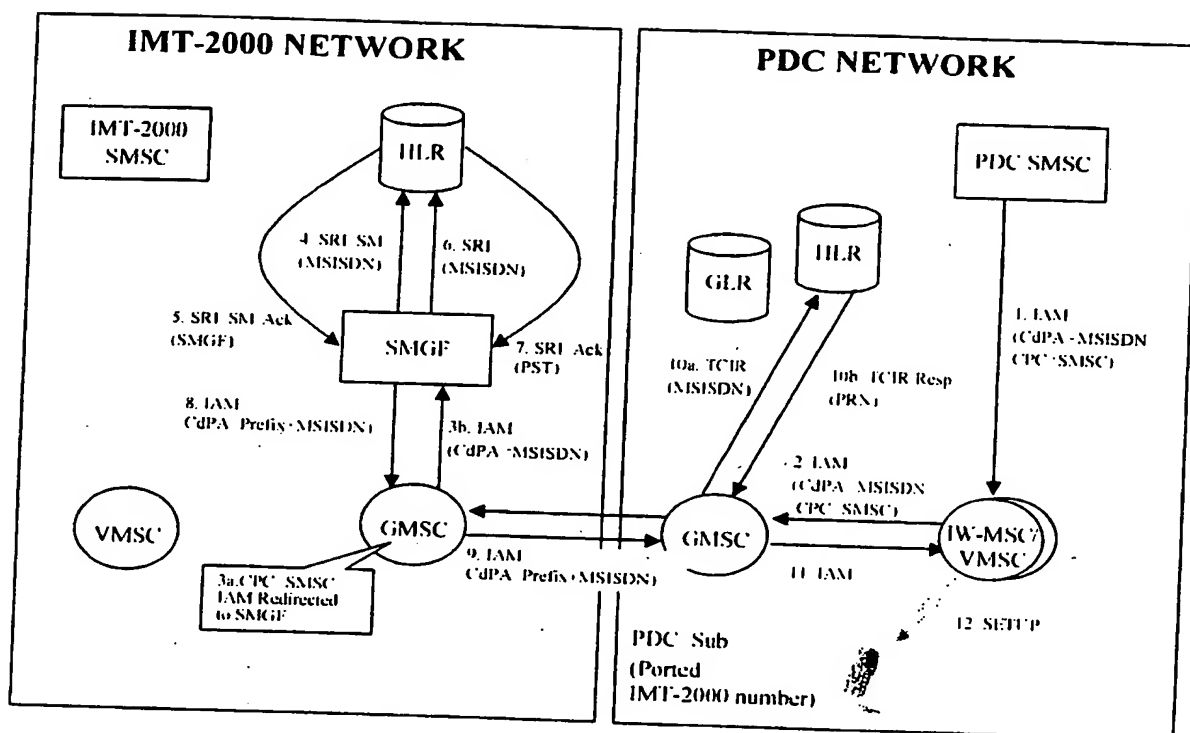 IMT-2000 NETWORK
IMT-2000
SMSC
HLR
4. SRI SM
(MSISDN)
6. SRI
(MSISDN)
5. SRI SM Ack
(SMGF)
SMGF
7. SRI Ack
(PST)
8. IAM
CdPA Prefix+MSISDN)
3b. IAM
(CdPA =MSISDN)
VMSC
GMSC
3a.CPC SMSC
IAM Redirected
to SMGF
9. IAM
CdPA Prefix+MSISDN)
PDC NETWORK
PDC SMSC
GLR
HLR
1. IAM
(CdPA =MSISDN
CPC=SMSC)
10a. TCIR
(MSISDN)
10b. TCIR Resp
(PRN)
2 IAM
(CdPA MSISDN
CPC SMSC)
GMSC
IW-MSC/
VMSC
11 IAM
12 SETUP
PDC Sub
(Ported
IMT-2000 number)